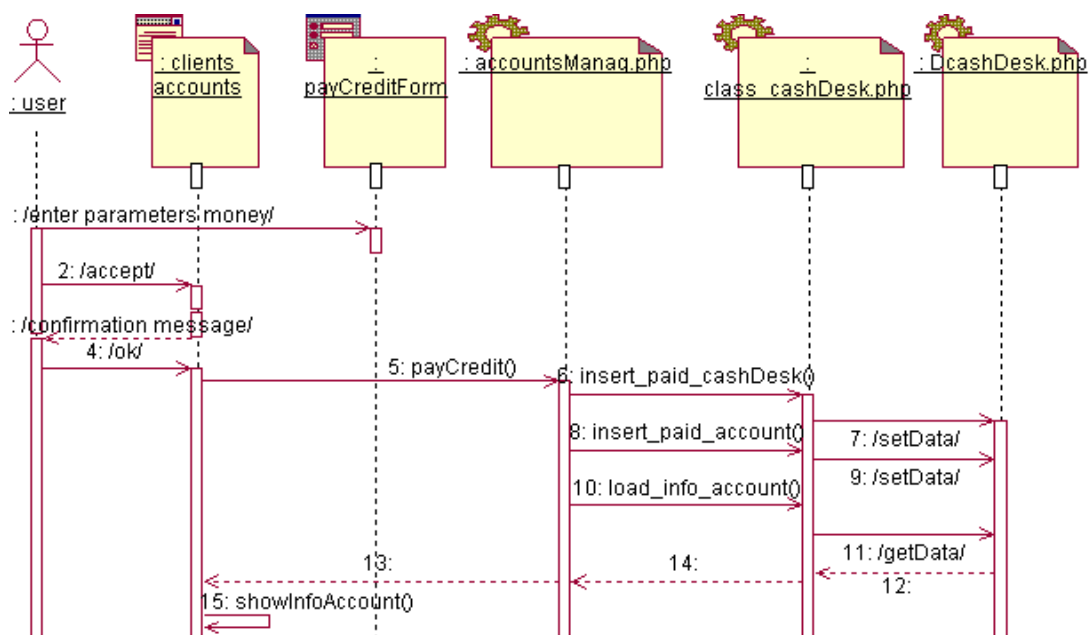 : user
: clients
accounts
:
payCreditForm
: accountsManag.php
:
class_cashDesk.php
: DcashDesk.php
: /enter parameters money/
2: /accept/
: /confirmation message/
4: /ok/
5: payCredit()
6: insert_paid_cashDesk()
7: /setData/
8: insert_paid_account()
9: /setData/
10: load_info_account()
11: /getData/
12:
13:
14:
15: showInfoAccount()